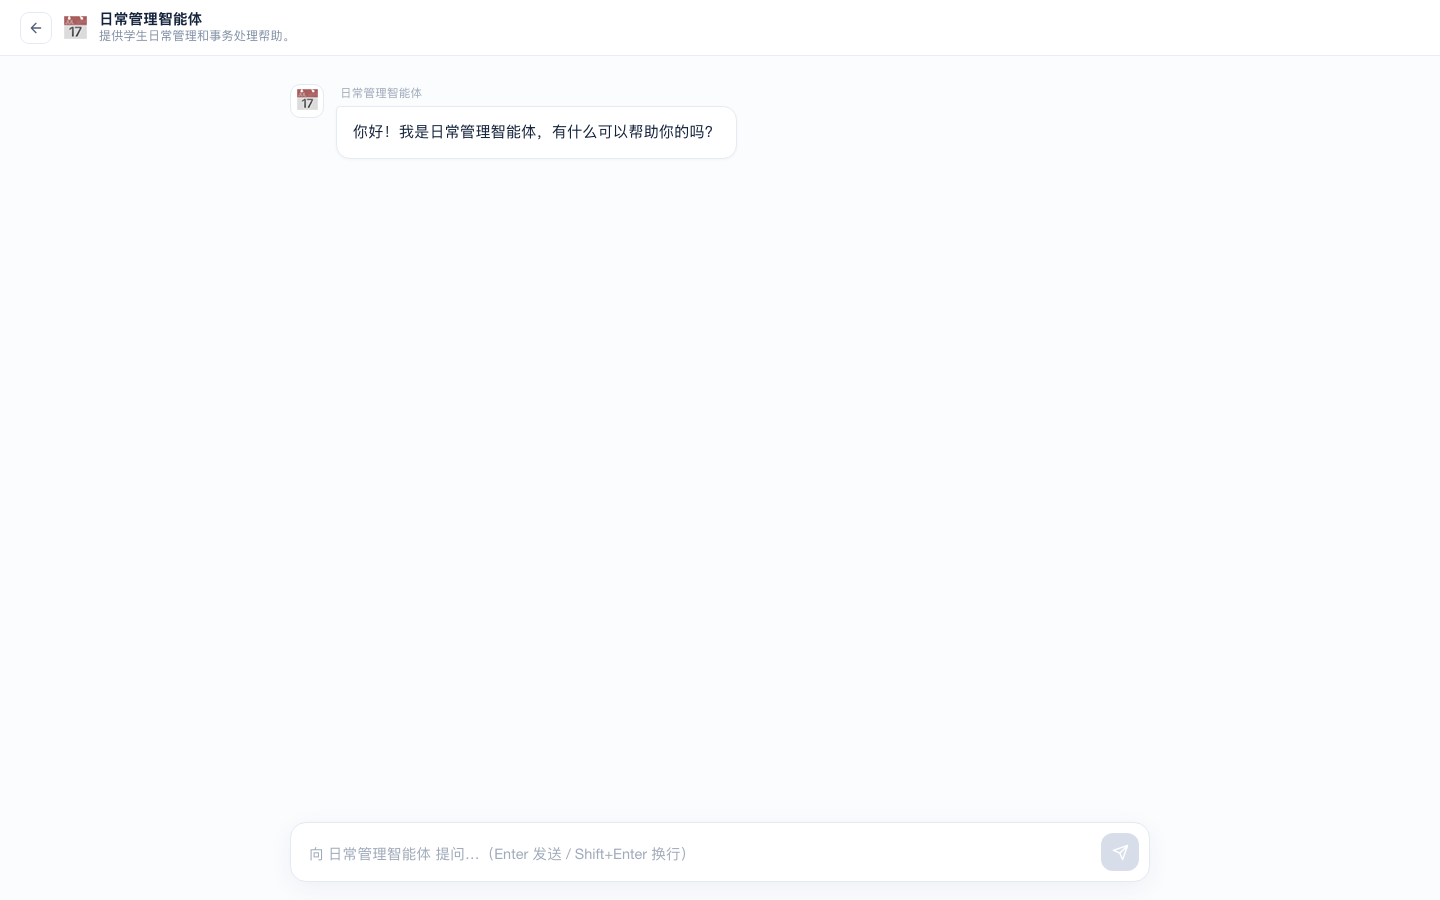 17
日常管理智能体
提供学生日常管理和事务处理帮助。
17
日常管理智能体
你好！我是日常管理智能体，有什么可以帮助你的吗？
向 日常管理智能体 提问...（Enter 发送 / Shift+Enter 换行）